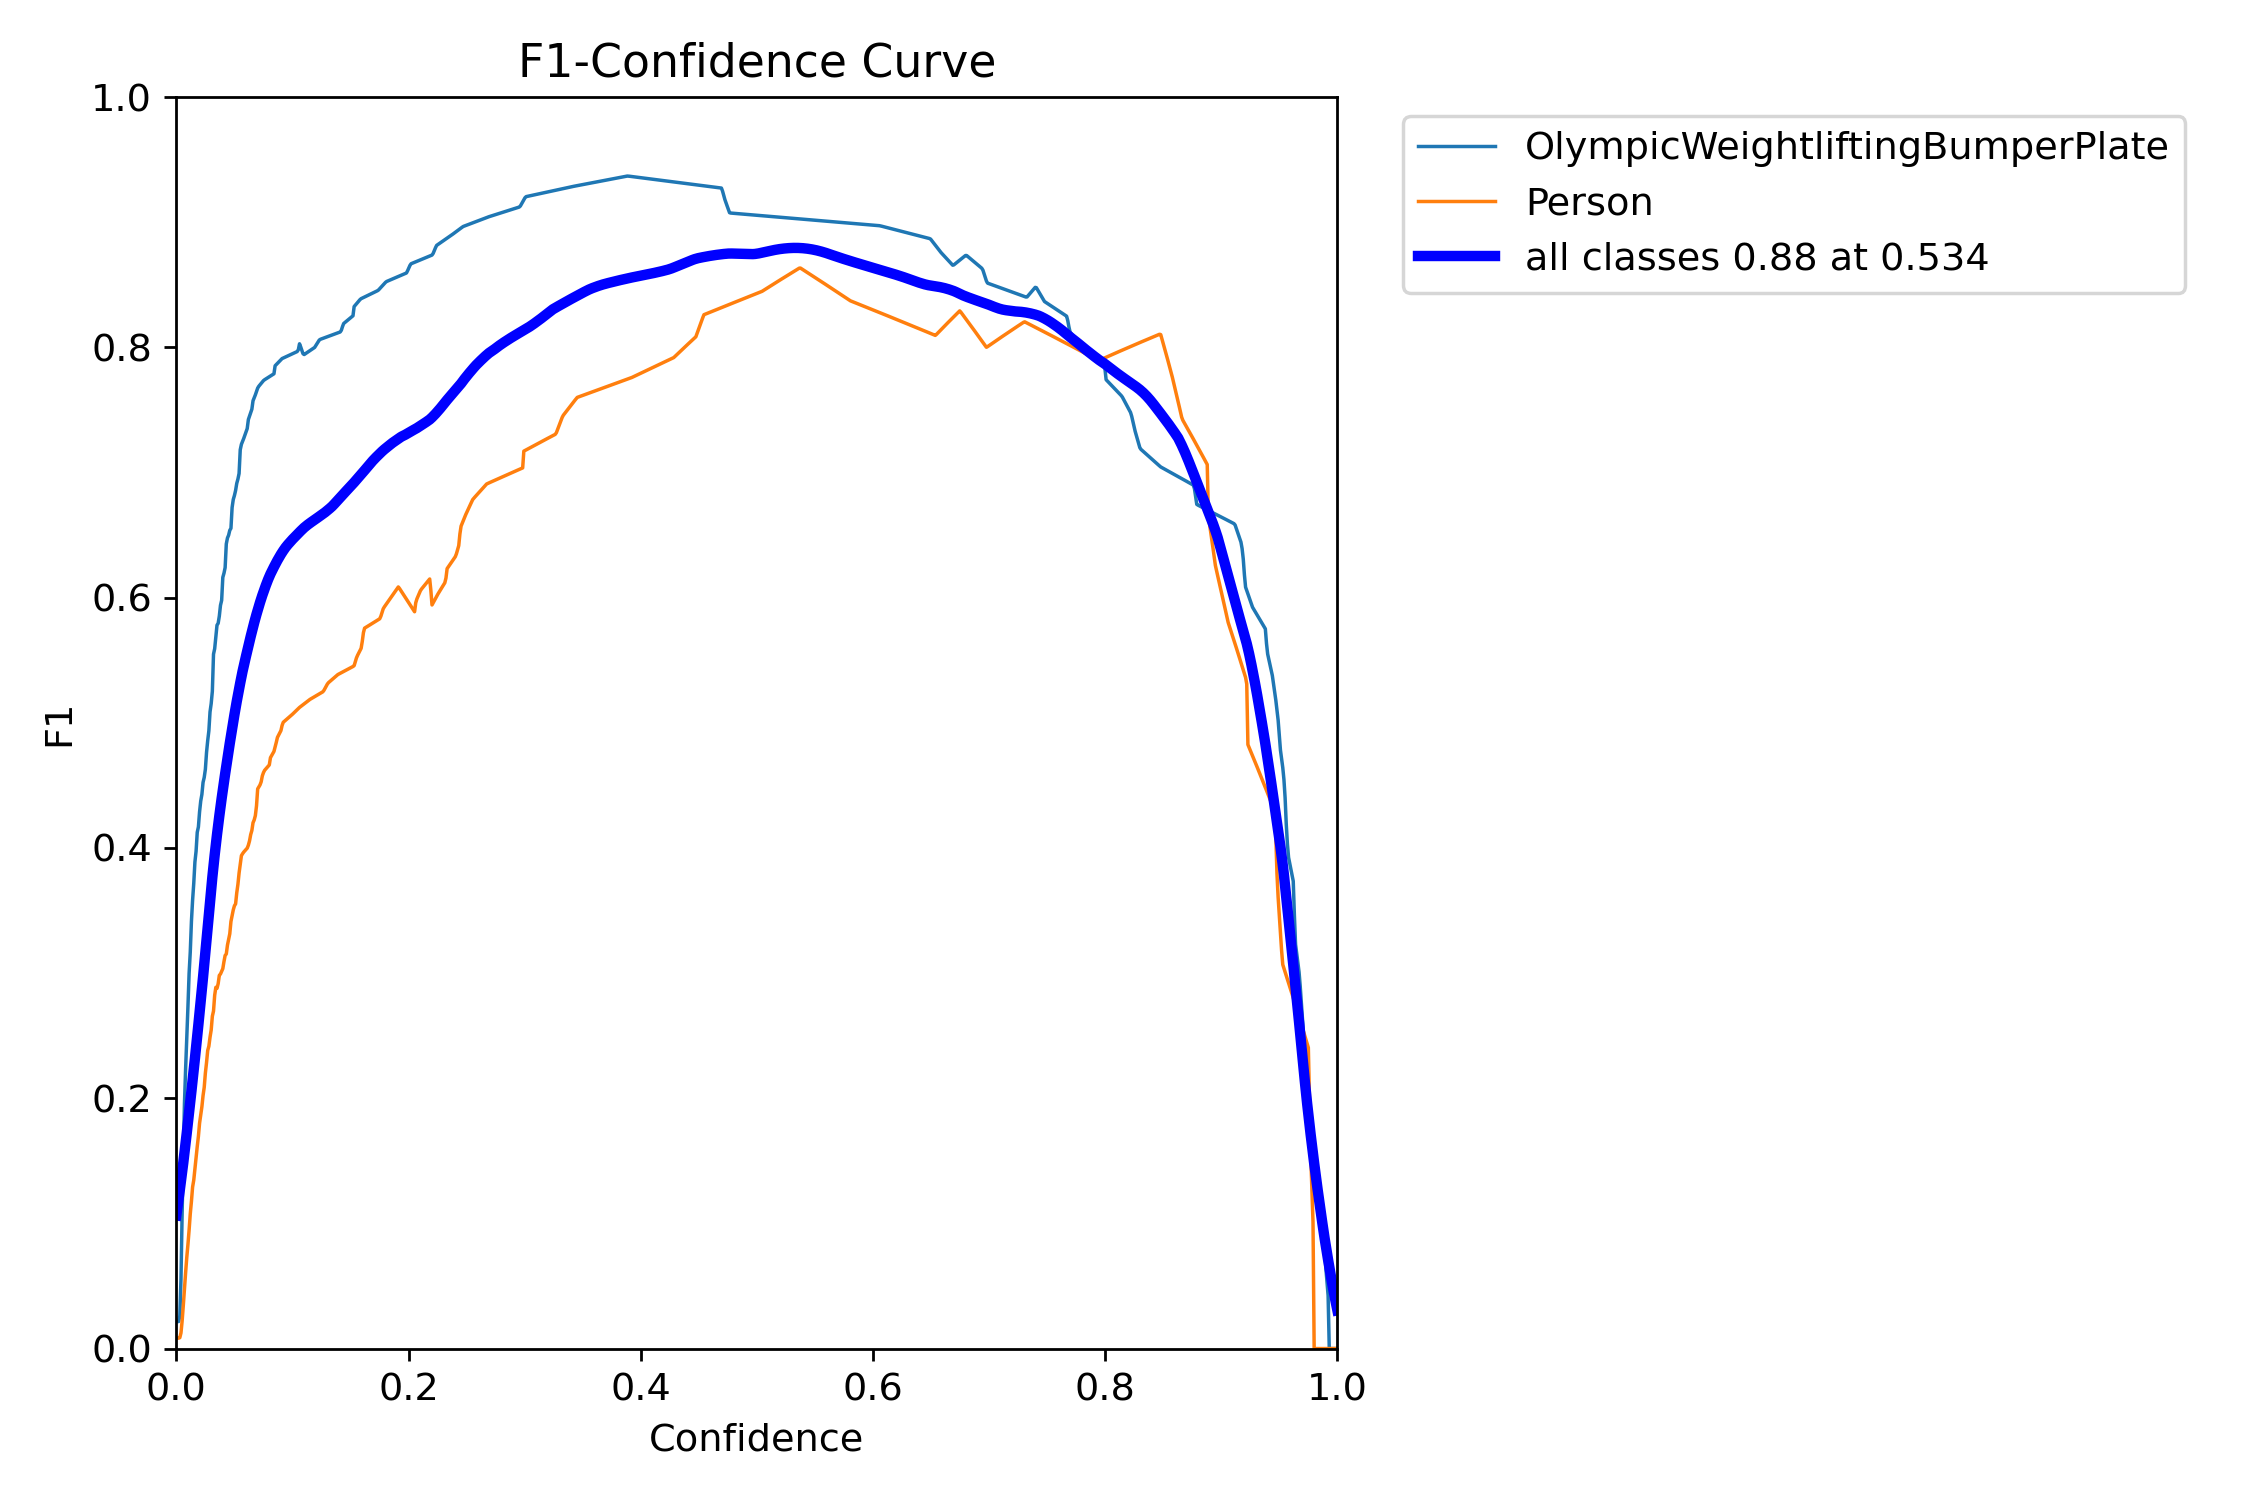 F1-Confidence Curve
1.0
0.8
0.6
0.4
0.2
0.0
F1
0.0 0.2 0.4 0.6 0.8 1.0
Confidence
OlympicWeightliftingBumperPlate
Person
all classes 0.88 at 0.534